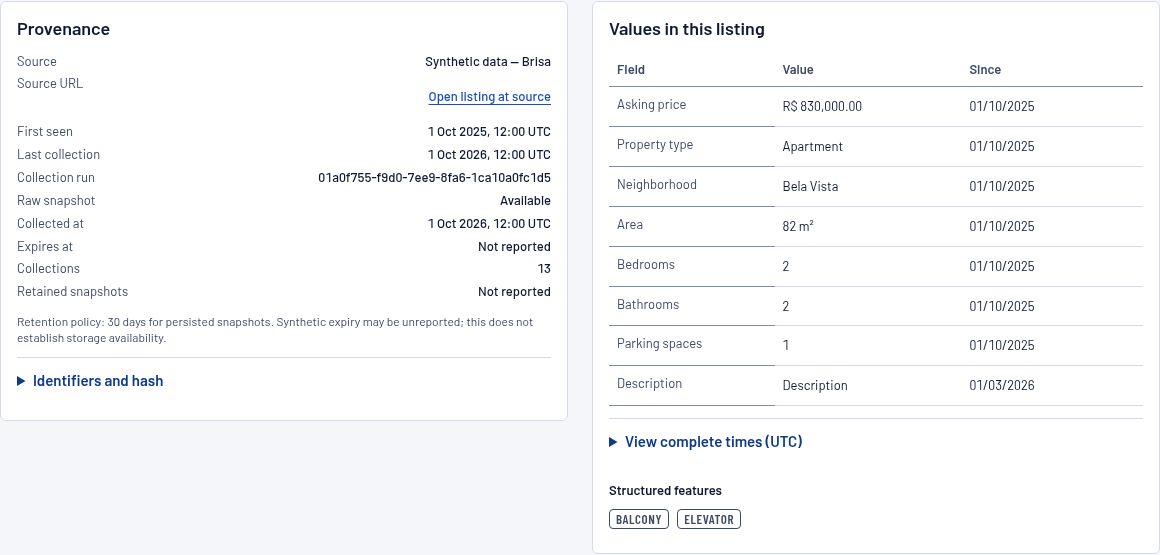 Provenance
Source Synthetic data — Brisa
Source URL
Open listing at source
First seen 1 Oct 2025, 12:00 UTC
Last collection 1 Oct 2026, 12:00 UTC
Collection run 01a0f755-f9d0-7ee9-8fa6-1ca10a0fc1d5
Raw snapshot Available
Collected at 1 Oct 2026, 12:00 UTC
Expires at Not reported
Collections 13
Retained snapshots Not reported
Retention policy: 30 days for persisted snapshots. Synthetic expiry may be unreported; this does not
establish storage availability.
Identifiers and hash
Values in this listing
Field Value Since
Asking price R$ 830,000.00 01/10/2025
Property type Apartment 01/10/2025
Neighborhood Bela Vista 01/10/2025
Area 82 m² 01/10/2025
Bedrooms 2 01/10/2025
Bathrooms 2 01/10/2025
Parking spaces 1 01/10/2025
Description Description 01/03/2026
View complete times (UTC)
Structured features
BALCONY ELEVATOR